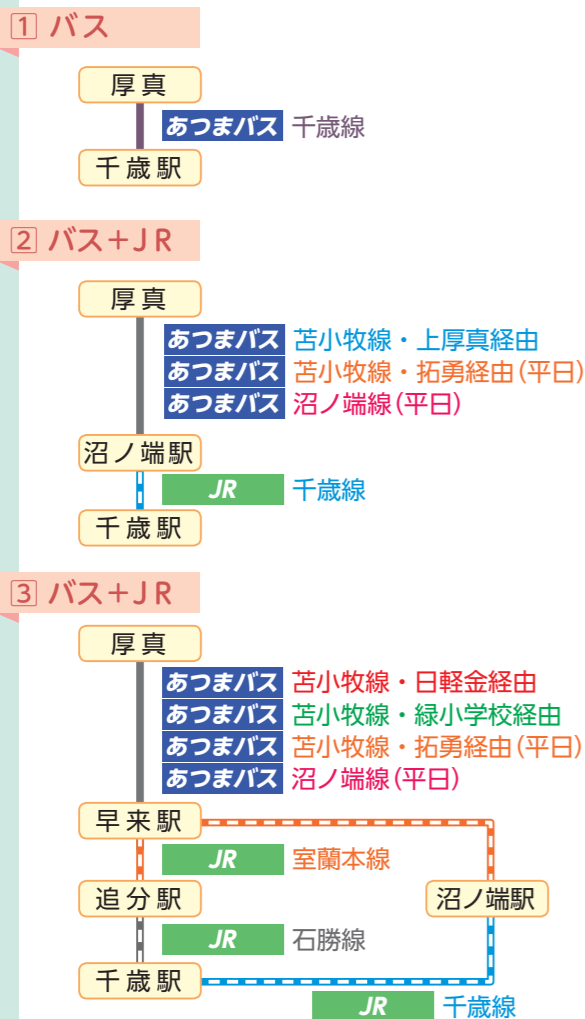 1 バス
厚真
あつまバス 千歳線
千歳駅
2 バス＋JR
厚真
あつまバス 苫小牧線・上厚真経由
あつまバス 苫小牧線・拓勇経由(平日)
あつまバス 沼ノ端線(平日)
沼ノ端駅
JR 千歳線
千歳駅
3 バス＋JR
厚真
あつまバス 苫小牧線・日軽金経由
あつまバス 苫小牧線・緑小学校経由
あつまバス 苫小牧線・拓勇経由(平日)
あつまバス 沼ノ端線(平日)
早来駅
JR 室蘭本線
追分駅 沼ノ端駅
JR 石勝線
千歳駅
JR 千歳線